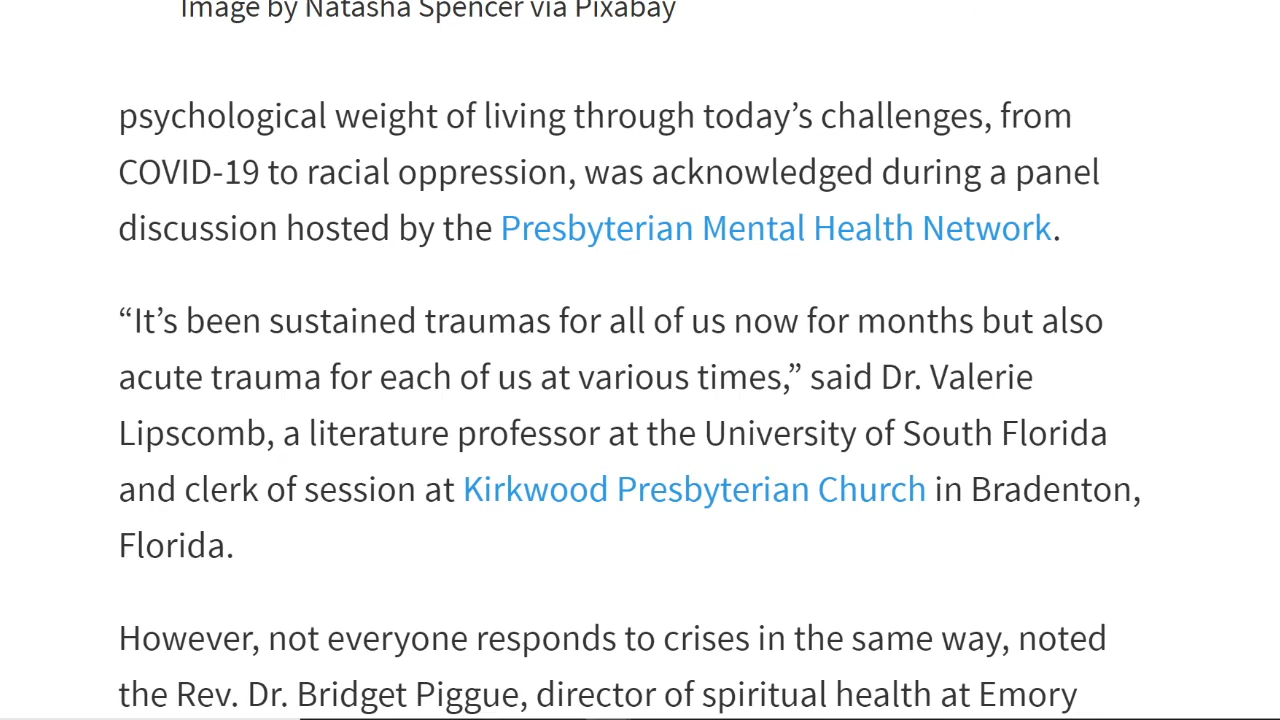 Image by Natasha Spencer via Pixabay
psychological weight of living through today’s challenges, from
COVID-19 to racial oppression, was acknowledged during a panel
discussion hosted by the Presbyterian Mental Health Network.
“It’s been sustained traumas for all of us now for months but also
acute trauma for each of us at various times,” said Dr. Valerie
Lipscomb, a literature professor at the University of South Florida
and clerk of session at Kirkwood Presbyterian Church in Bradenton,
Florida.
However, not everyone responds to crises in the same way, noted
the Rev. Dr. Bridget Piggue, director of spiritual health at Emory